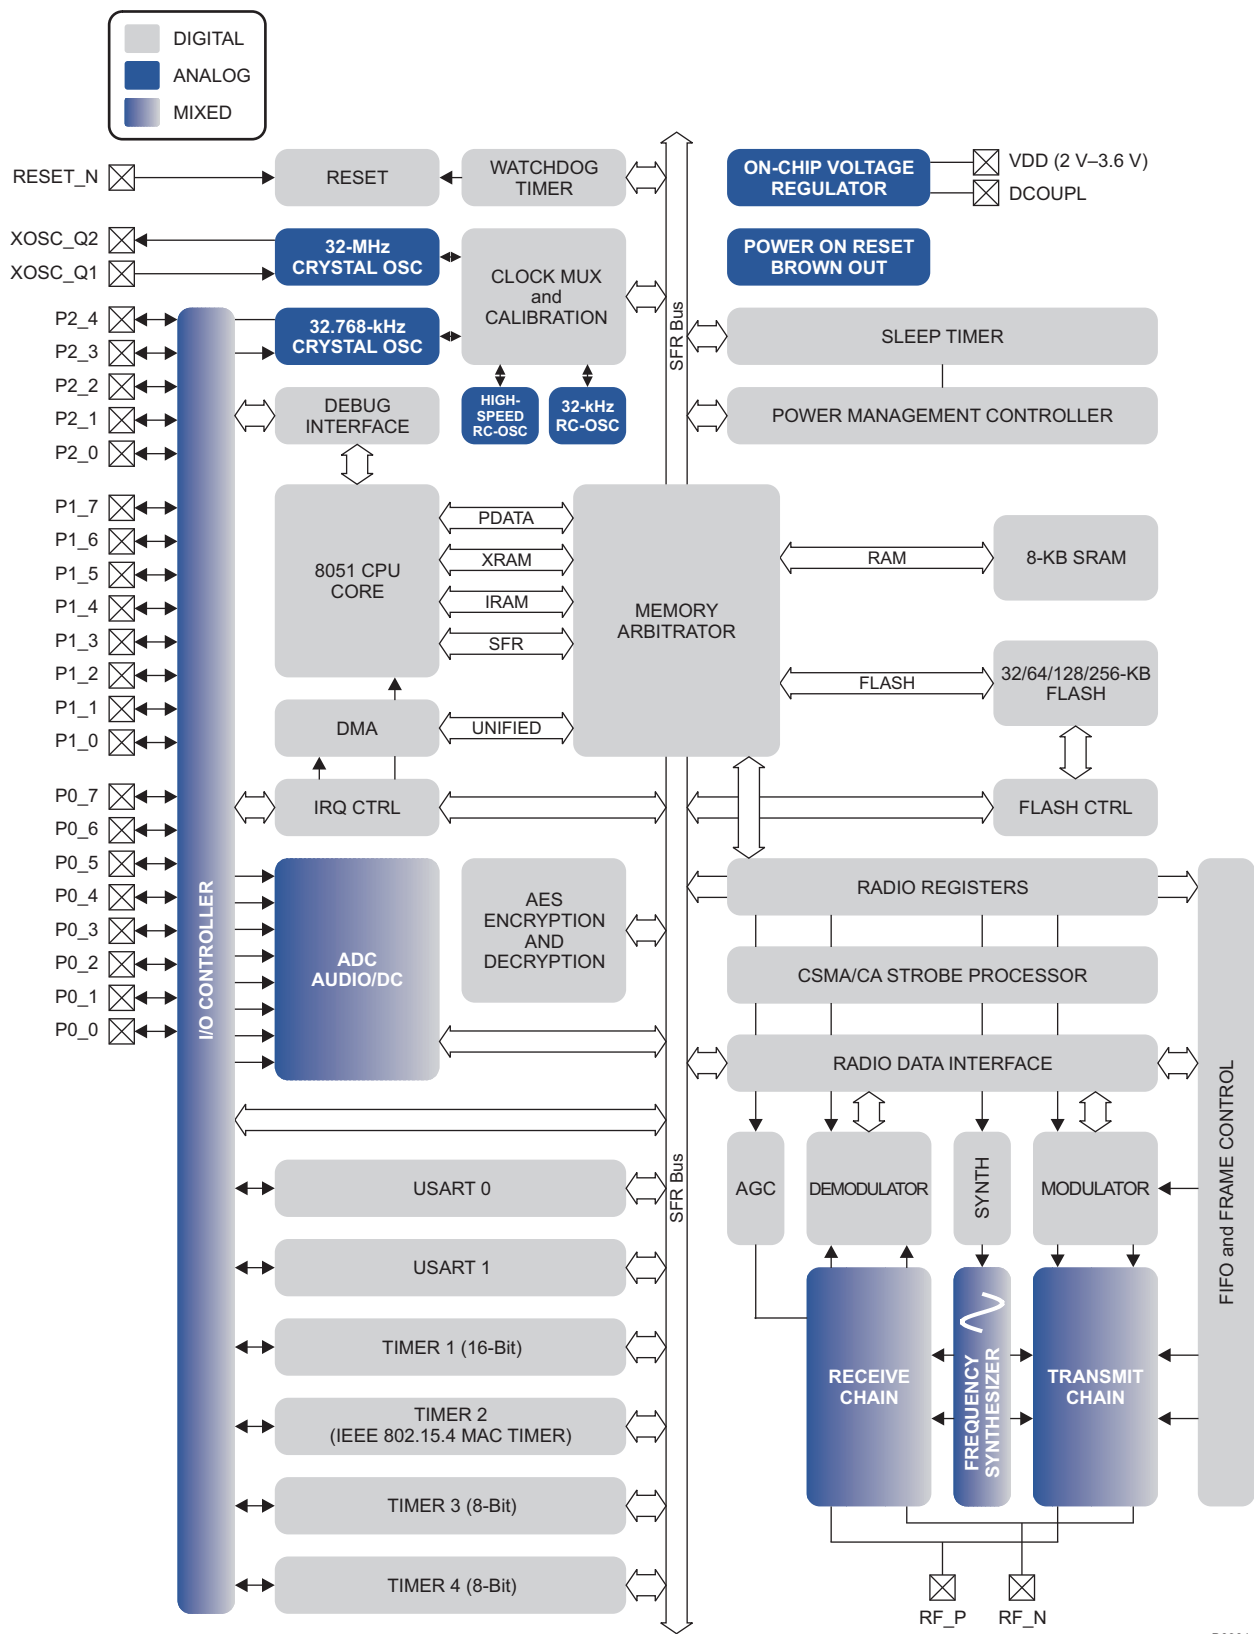 DIGITAL
ANALOG
MIXED
RESET_N
RESET
WATCHDOG
TIMER
ON-CHIP VOLTAGE
REGULATOR
VDD (2 V–3.6 V)
DCOUPL
XOSC_Q2
XOSC_Q1
32-MHz
CRYSTAL OSC
CLOCK MUX
and
CALIBRATION
POWER ON RESET
BROWN OUT
SFR Bus
P2_4
P2_3
P2_2
P2_1
P2_0
32.768-kHz
CRYSTAL OSC
SLEEP TIMER
DEBUG
INTERFACE
HIGH-
SPEED
RC-OSC
32-kHz
RC-OSC
POWER MANAGEMENT CONTROLLER
P1_7
P1_6
P1_5
P1_4
P1_3
P1_2
P1_1
P1_0
8051 CPU
CORE
PDATA
XRAM
IRAM
SFR
MEMORY
ARBITRATOR
RAM
8-KB SRAM
FLASH
32/64/128/256-KB
FLASH
DMA
UNIFIED
IRQ CTRL
FLASH CTRL
P0_7
P0_6
P0_5
P0_4
P0_3
P0_2
P0_1
P0_0
I/O CONTROLLER
ADC
AUDIO/DC
AES
ENCRYPTION
AND
DECRYPTION
RADIO REGISTERS
CSMA/CA STROBE PROCESSOR
RADIO DATA INTERFACE
FIFO and FRAME CONTROL
SFR Bus
AGC
DEMODULATOR
SYNTH
MODULATOR
USART 0
USART 1
TIMER 1 (16-Bit)
TIMER 2
(IEEE 802.15.4 MAC TIMER)
TIMER 3 (8-Bit)
TIMER 4 (8-Bit)
RECEIVE
CHAIN
FREQUENCY
SYNTHESIZER
TRANSMIT
CHAIN
RF_P
RF_N